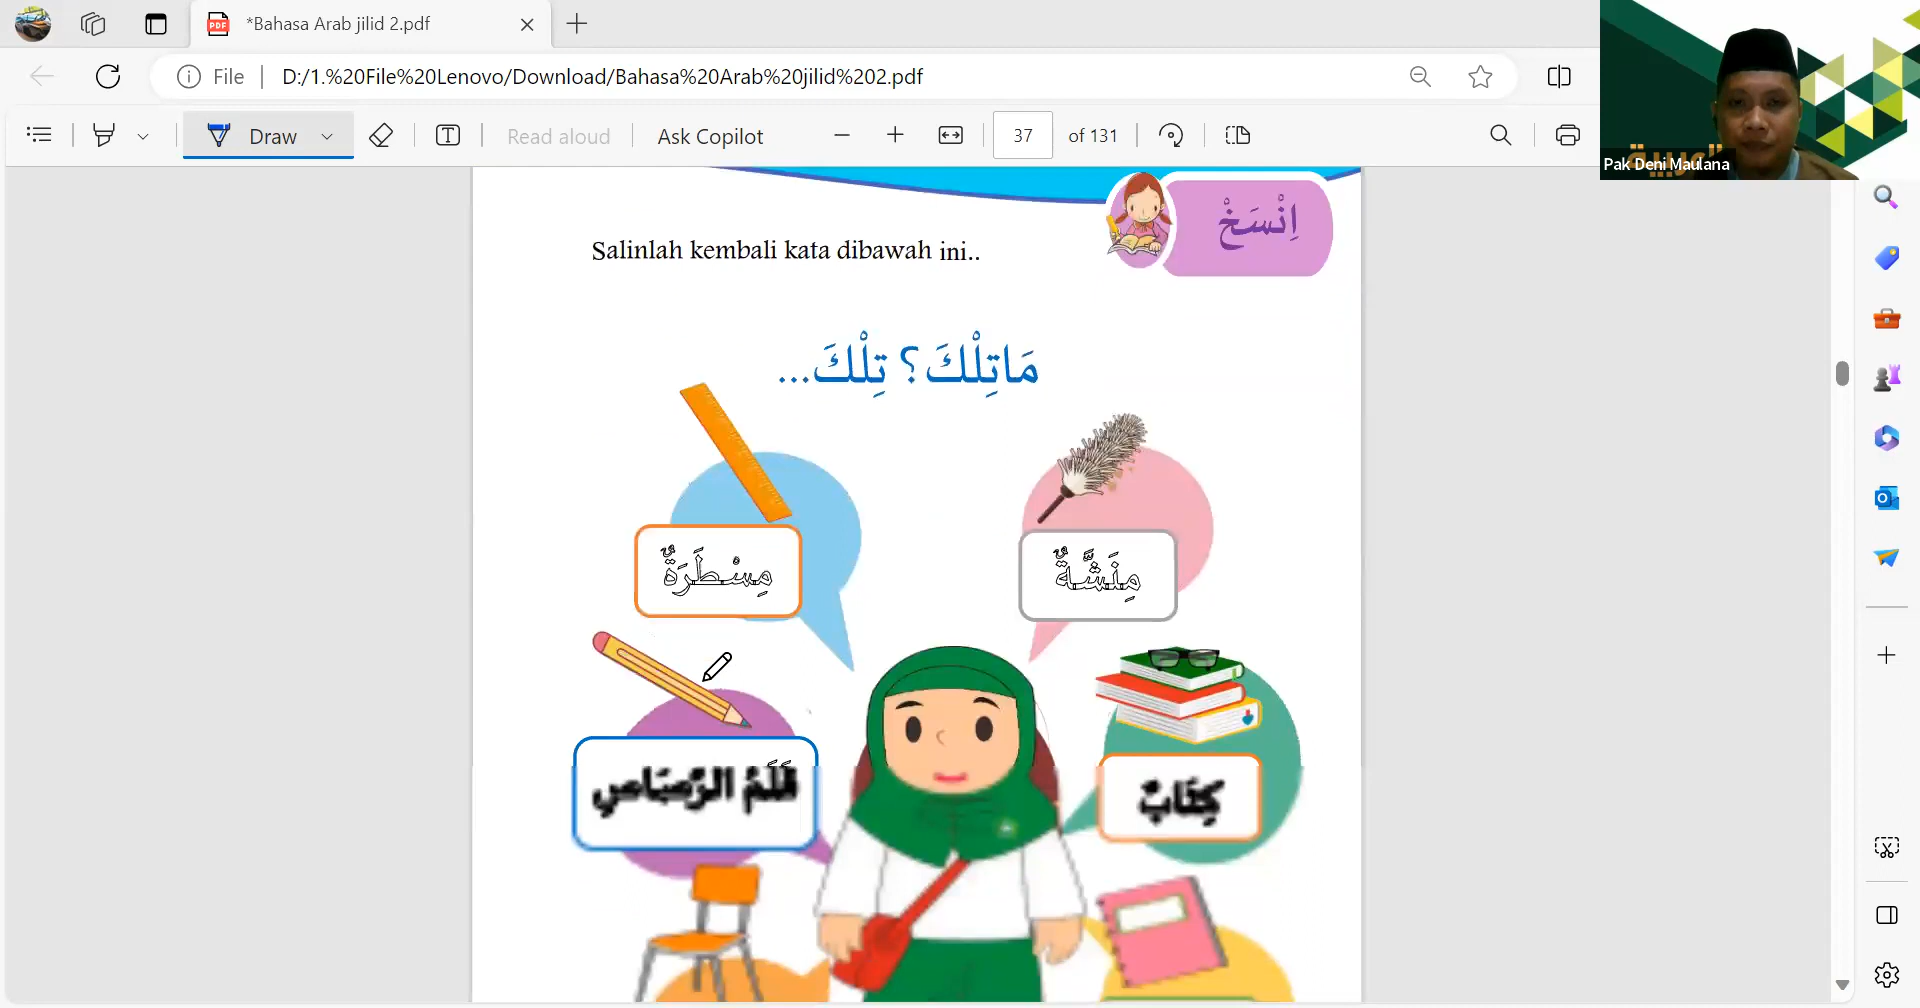 *Bahasa Arab jilid 2.pdf
File
D:/1.%20File%20Lenovo/Download/Bahasa%20Arab%20jilid%202.pdf
Draw
Read aloud
Ask Copilot
37
of 131
Pak Deni Maulana
اِنْسَخْ
Salinlah kembali kata dibawah ini..
مَاتِلْكَ؟ تِلْكَ...
مِنَشَّةٌ
مِسْطَرَةٌ
كِتَابٌ
قَلَمُ الرَّصَاصِ